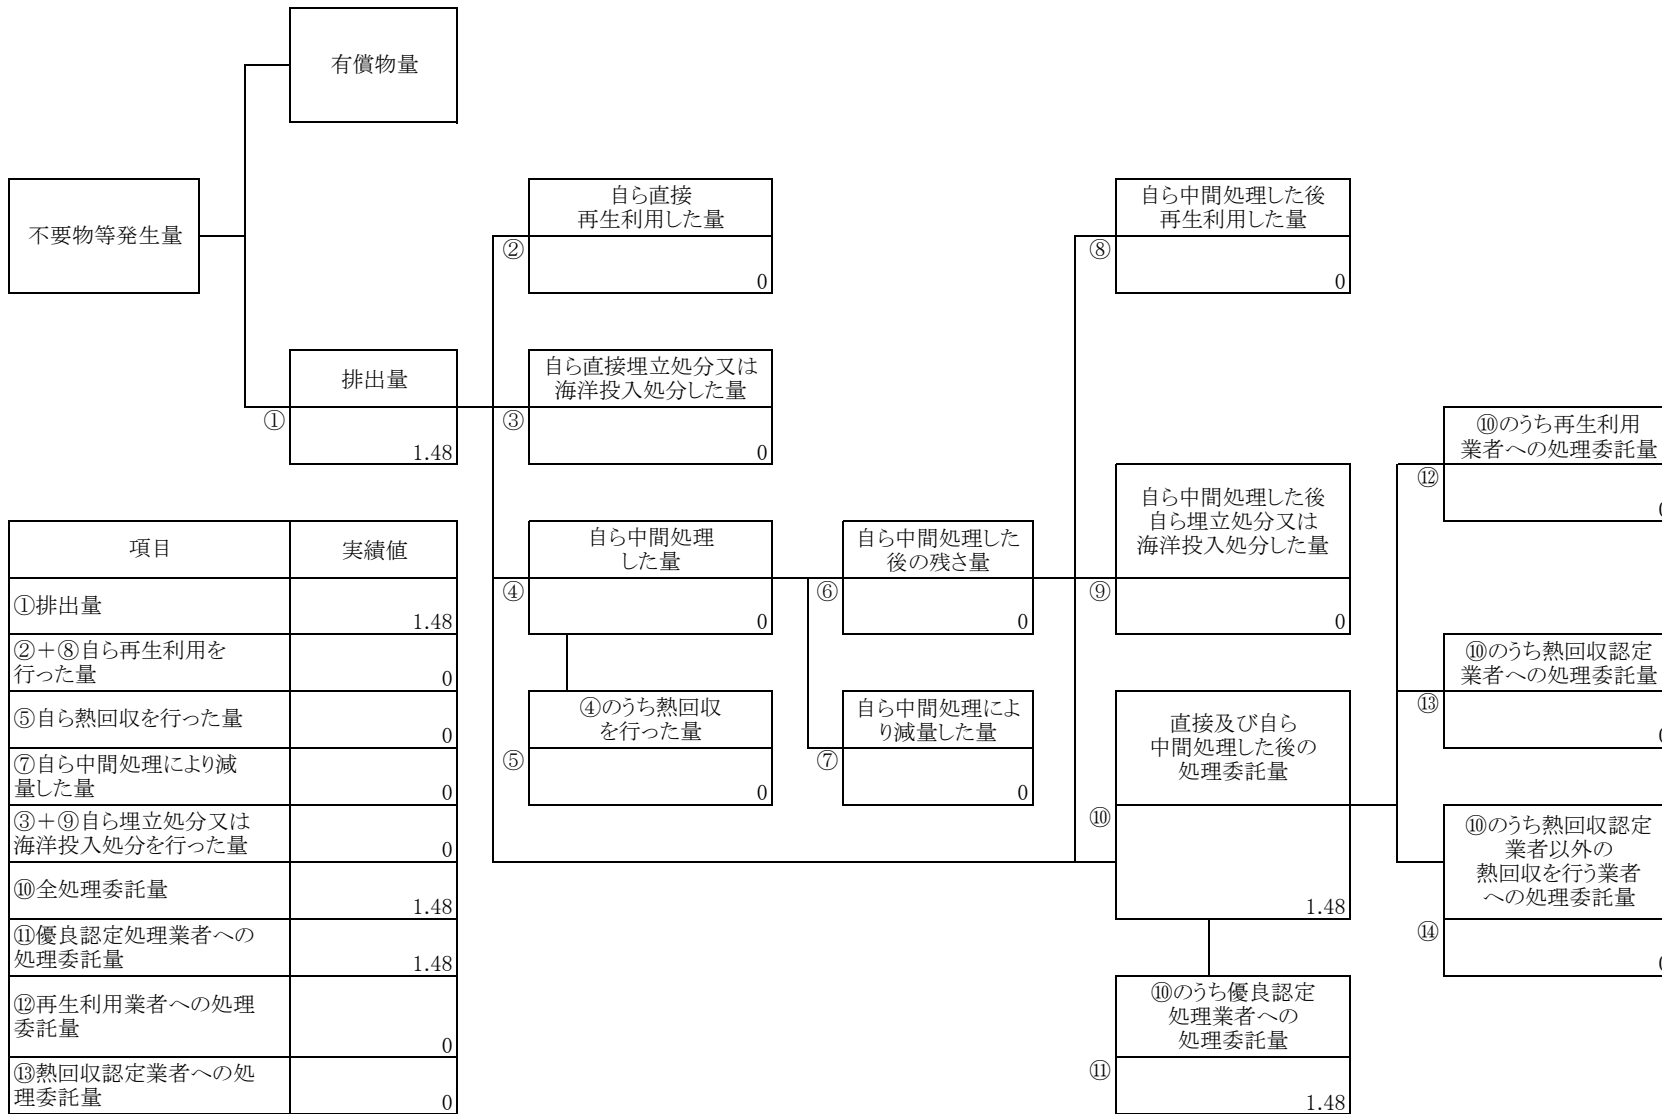 有償物量
不要物等発生量
自ら直接
再生利用した量
②
0
自ら中間処理した後
再生利用した量
⑧
0
排出量
①
1.48
自ら直接埋立処分又は
海洋投入処分した量
③
0
⑩のうち再生利用
業者への処理委託量
⑫
0
自ら中間処理した後
自ら埋立処分又は
海洋投入処分した量
⑨
0
自ら中間処理
した量
④
0
自ら中間処理した
後の残さ量
⑥
0
⑩のうち熱回収認定
業者への処理委託量
⑬
0
④のうち熱回収
を行った量
⑤
0
自ら中間処理によ
り減量した量
⑦
0
直接及び自ら
中間処理した後の
処理委託量
⑩
1.48
⑩のうち熱回収認定
業者以外の
熱回収を行う業者
への処理委託量
⑭
0
⑩のうち優良認定
処理業者への
処理委託量
⑪
1.48
項目 実績値
①排出量 1.48
②+⑧自ら再生利用を
行った量 0
⑤自ら熱回収を行った量 0
⑦自ら中間処理により減
量した量 0
③+⑨自ら埋立処分又は
海洋投入処分を行った量 0
⑩全処理委託量 1.48
⑪優良認定処理業者への
処理委託量 1.48
⑫再生利用業者への処理
委託量 0
⑬熱回収認定業者への処
理委託量 0